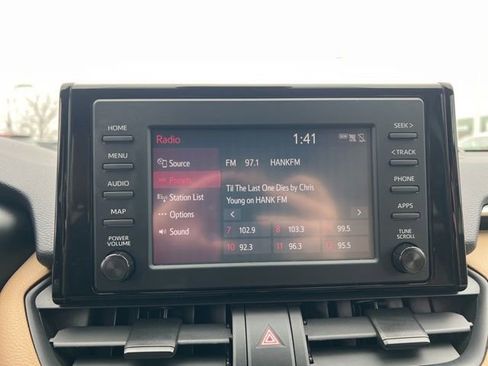 HOME
MENU
AUDIO
MAP
POWER
VOLUME
Radio
1:41
Source
Presets
Station List
Options
Sound
FM 97.1 HANKFM
Til The Last One Dies by Chris
Young on HANK FM
7 102.9 8 103.3 9 99.5
10 92.3 11 96.3 12 95.5
SEEK >
< TRACK
PHONE
APPS
TUNE
SCROLL